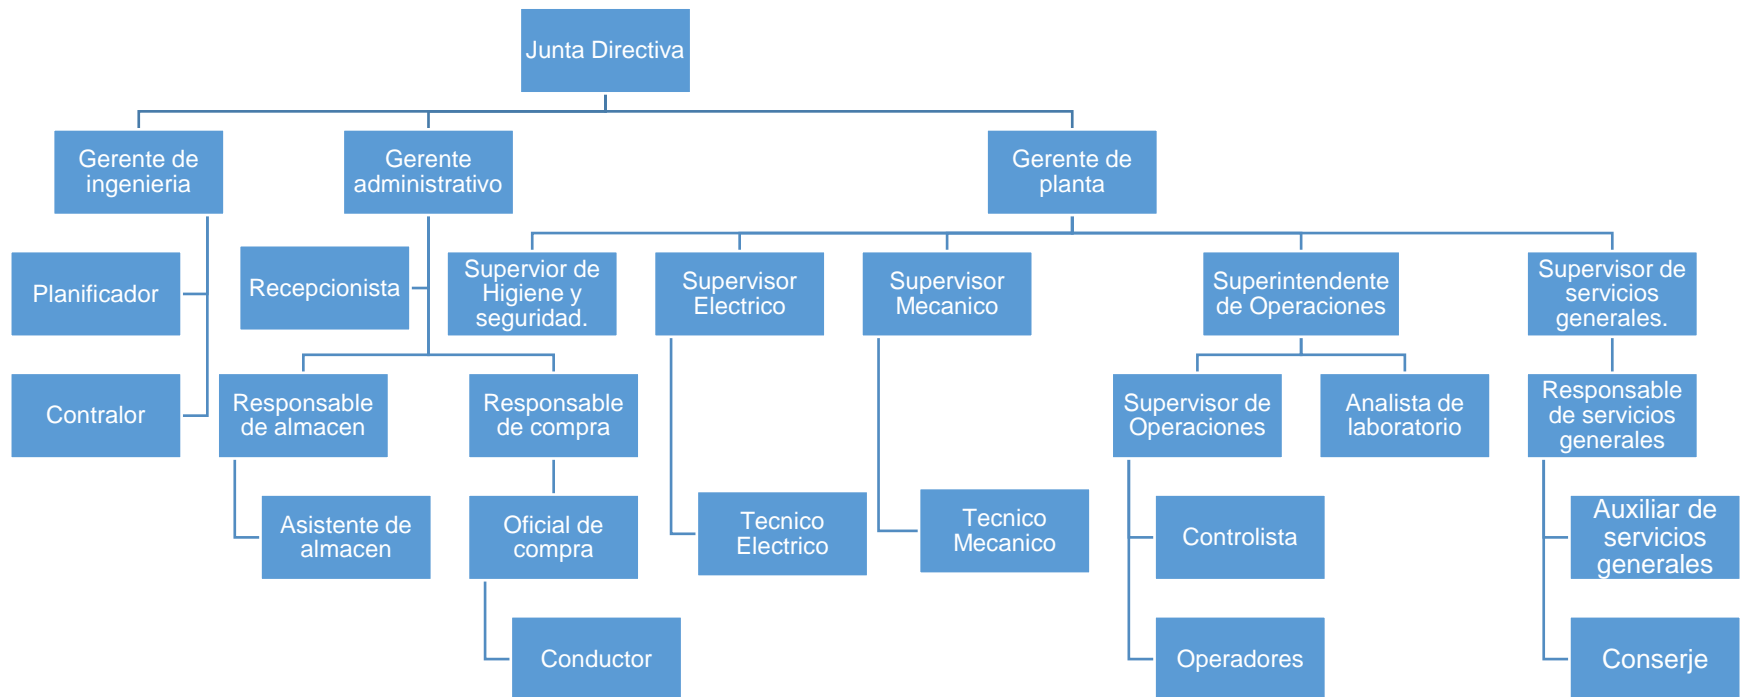 Junta Directiva
Gerente de
ingenieria
Gerente
administrativo
Gerente de
planta
Planificador
Recepcionista
Supervior de
Higiene y
seguridad.
Supervisor
Electrico
Supervisor
Mecanico
Superintendente
de Operaciones
Supervisor de
servicios
generales.
Contralor
Responsable
de almacen
Responsable
de compra
Supervisor de
Operaciones
Analista de
laboratorio
Responsable
de servicios
generales
Asistente de
almacen
Oficial de
compra
Tecnico
Electrico
Tecnico
Mecanico
Controlista
Auxiliar de
servicios
generales
Conductor
Operadores
Conserje